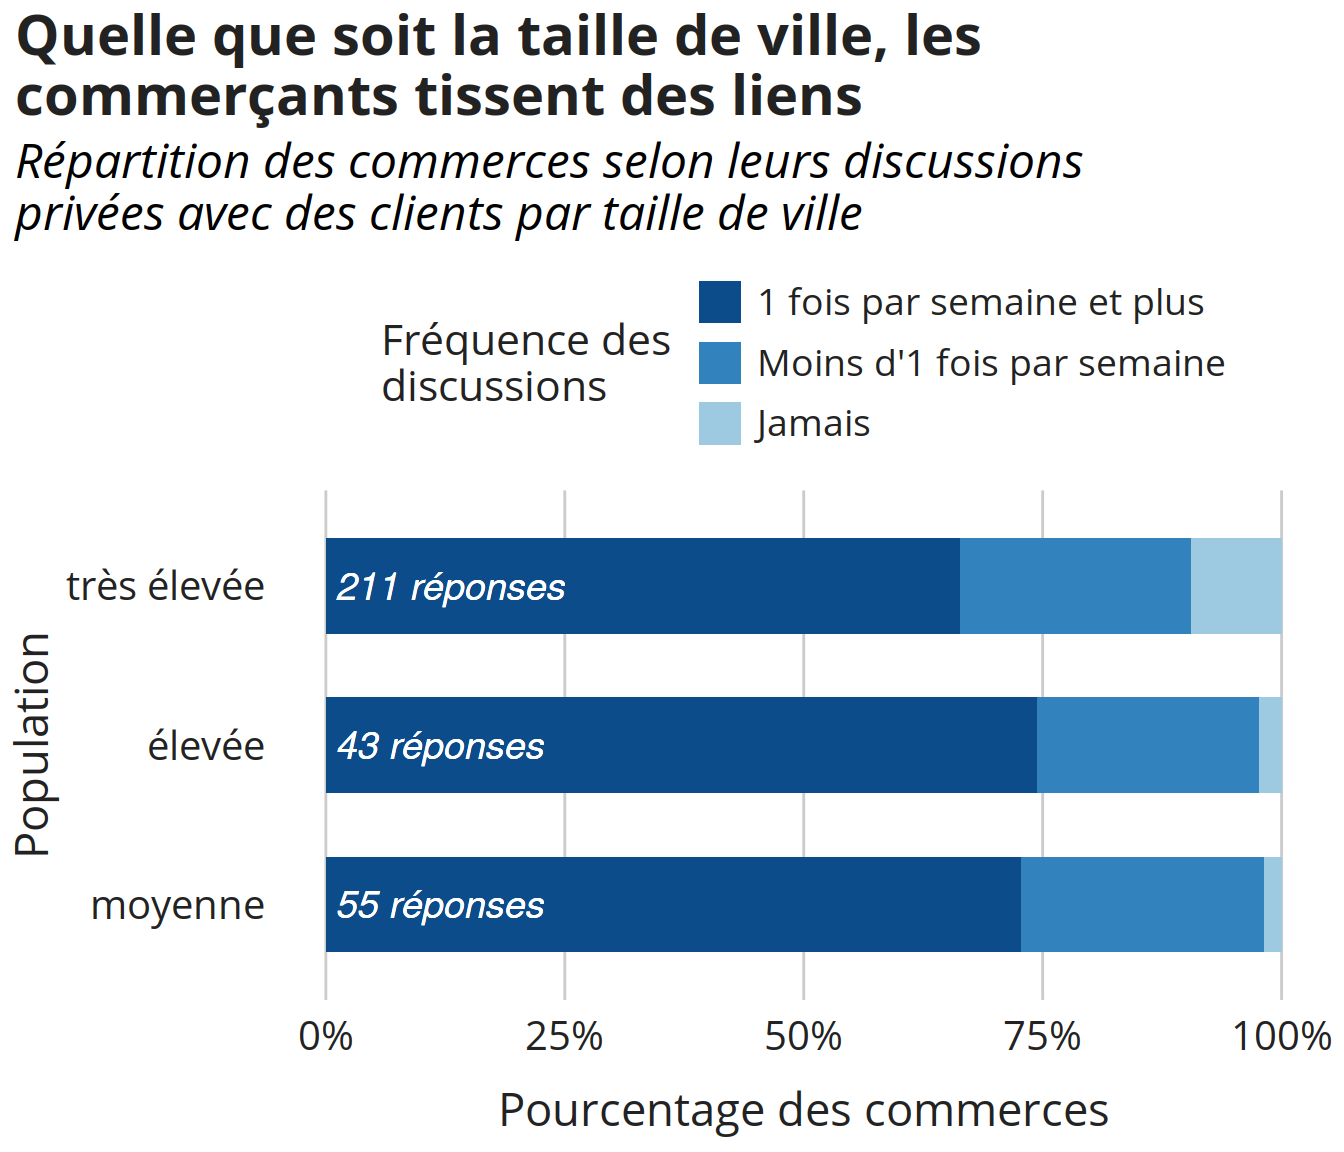 Quelle que soit la taille de ville, les
commerçants tissent des liens
Répartition des commerces selon leurs discussions
privées avec des clients par taille de ville
Fréquence des
discussions
1 fois par semaine et plus
Moins d'1 fois par semaine
Jamais
Population
très élevée
211 réponses
élevée
43 réponses
moyenne
55 réponses
0% 25% 50% 75% 100%
Pourcentage des commerces